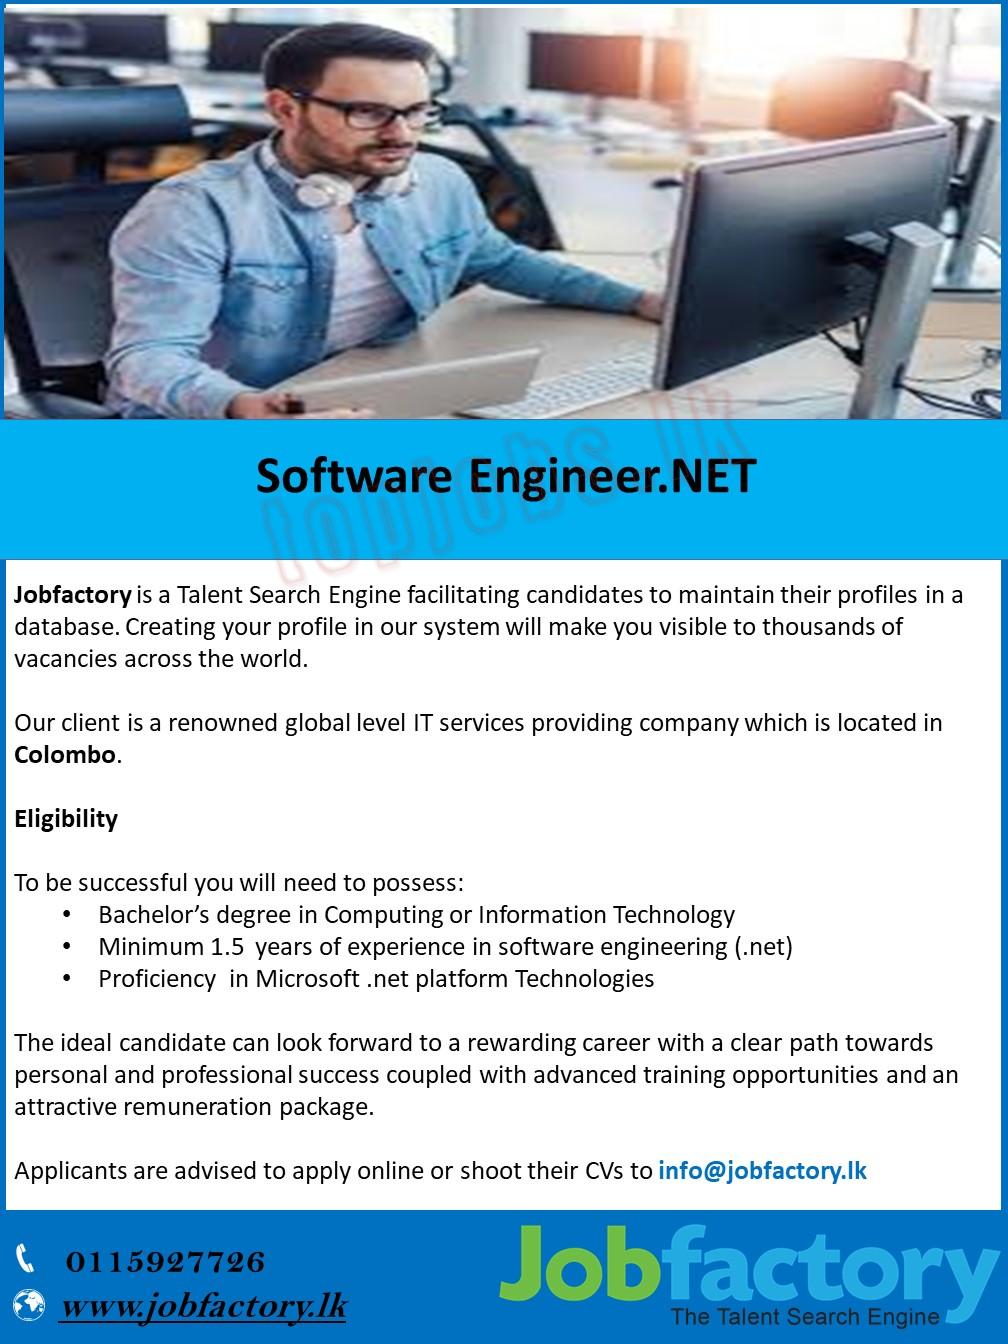 topjobs.lk
Software Engineer.NET
Jobfactory is a Talent Search Engine facilitating candidates to maintain their profiles in a
database. Creating your profile in our system will make you visible to thousands of
vacancies across the world.
Our client is a renowned global level IT services providing company which is located in
Colombo.
Eligibility
To be successful you will need to possess:
• Bachelor’s degree in Computing or Information Technology
• Minimum 1.5 years of experience in software engineering (.net)
• Proficiency in Microsoft .net platform Technologies
The ideal candidate can look forward to a rewarding career with a clear path towards
personal and professional success coupled with advanced training opportunities and an
attractive remuneration package.
Applicants are advised to apply online or shoot their CVs to info@jobfactory.lk
0115927726
www.jobfactory.lk
Jobfactory
The Talent Search Engine